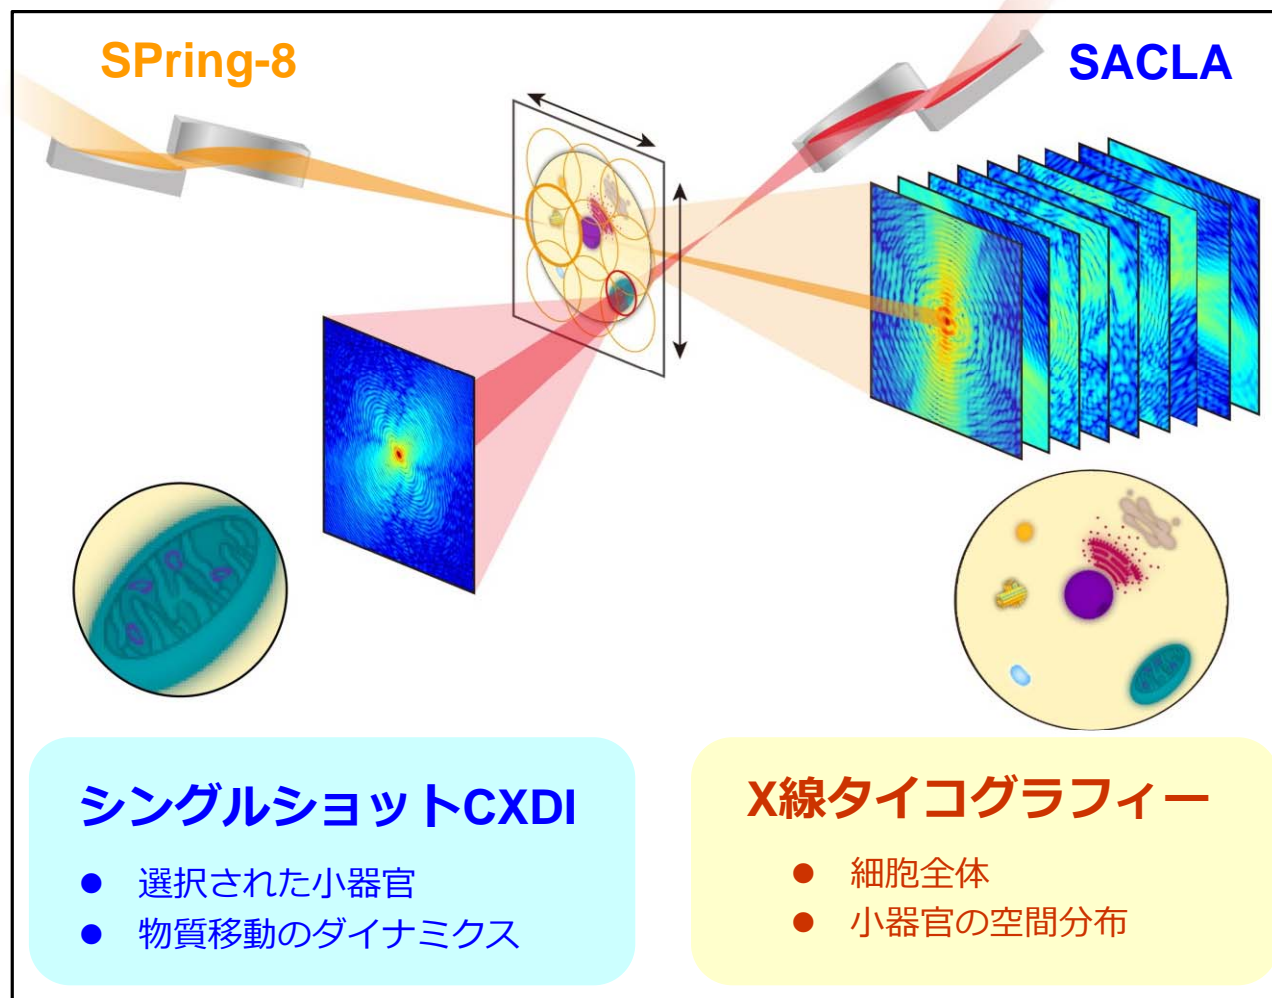 SPring-8
SACLA
シングルショットCXDI
● 選択された小器官
● 物質移動のダイナミクス
X線タイコグラフィー
● 細胞全体
● 小器官の空間分布